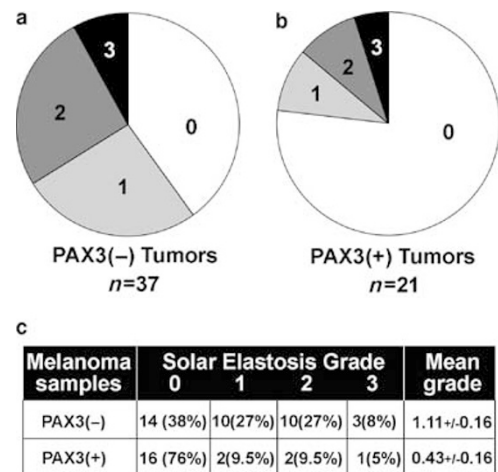 a
b
3
2
0
1
3
2
1
0
PAX3(–) Tumors
n=37
PAX3(+) Tumors
n=21
c
Melanoma samples Solar Elastosis Grade Mean grade
0 1 2 3
PAX3(–) 14 (38%) 10(27%) 10(27%) 3(8%) 1.11+/-0.16
PAX3(+) 16 (76%) 2(9.5%) 2(9.5%) 1(5%) 0.43+/-0.16